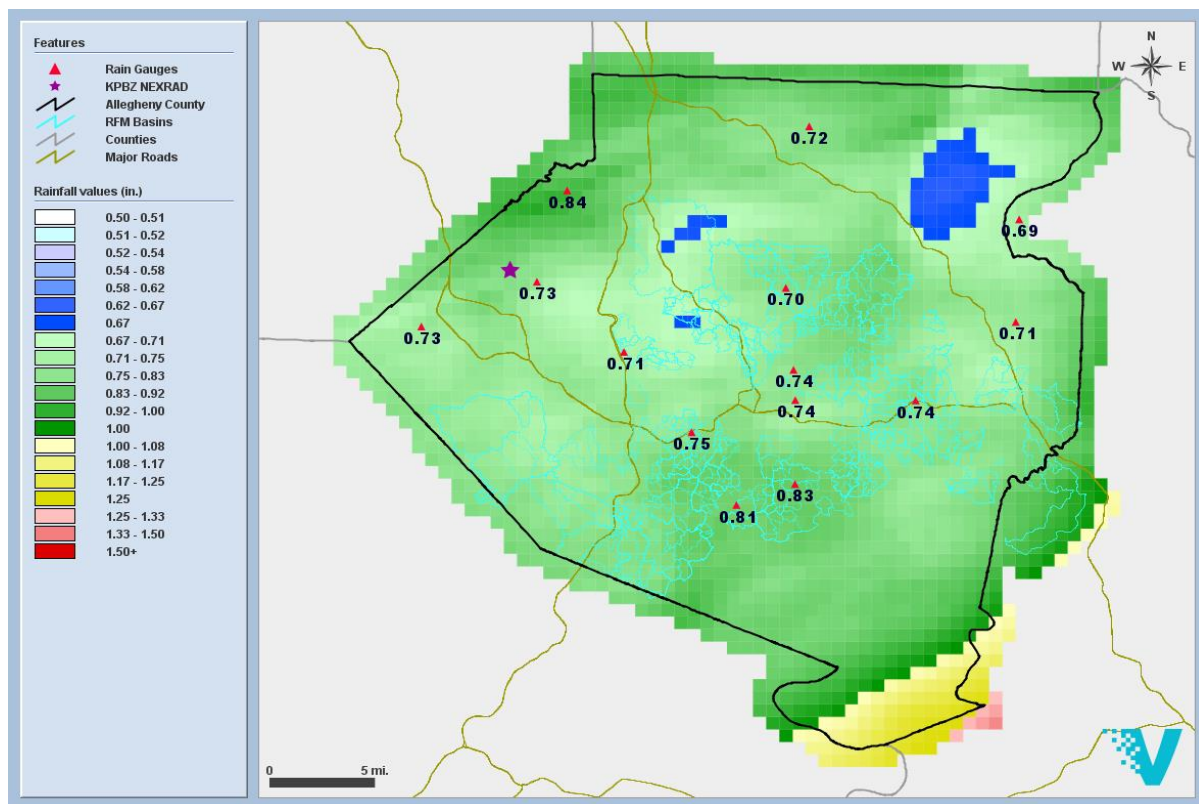 Features
Rain Gauges
KPBZ NEXRAD
Allegheny County
RFM Basins
Counties
Major Roads
Rainfall values (in.)
0.50 - 0.51
0.51 - 0.52
0.52 - 0.54
0.54 - 0.58
0.58 - 0.62
0.62 - 0.67
0.67
0.67 - 0.71
0.71 - 0.75
0.75 - 0.83
0.83 - 0.92
0.92 - 1.00
1.00
1.00 - 1.08
1.08 - 1.17
1.17 - 1.25
1.25
1.25 - 1.33
1.33 - 1.50
1.50+
N
W E
S
0.72
0.84
0.69
0.73
0.70
0.73
0.71
0.71
0.74
0.74
0.74
0.75
0.83
0.81
0 5 mi.
V